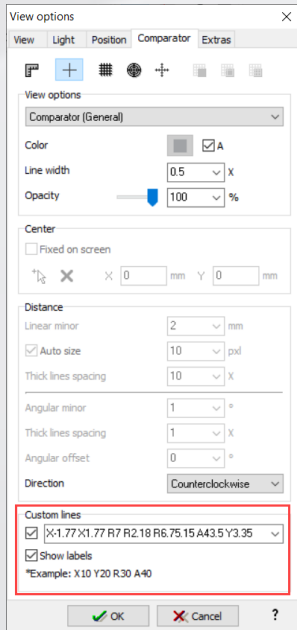 View options
View Light Position Comparator Extras
View options
Comparator (General)
Color A
Line width 0.5 X
Opacity 100 %
Center
Fixed on screen
X 0 mm Y 0 mm
Distance
Linear minor 2 mm
Auto size 10 pxl
Thick lines spacing 10 X
Angular minor 1 °
Thick lines spacing 1 X
Angular offset 0 °
Direction Counterclockwise
Custom lines
X-1.77 X1.77 R7 R2.18 R6.75.15 A43.5 Y3.35
Show labels
*Example: X10 Y20 R30 A40
OK Cancel ?